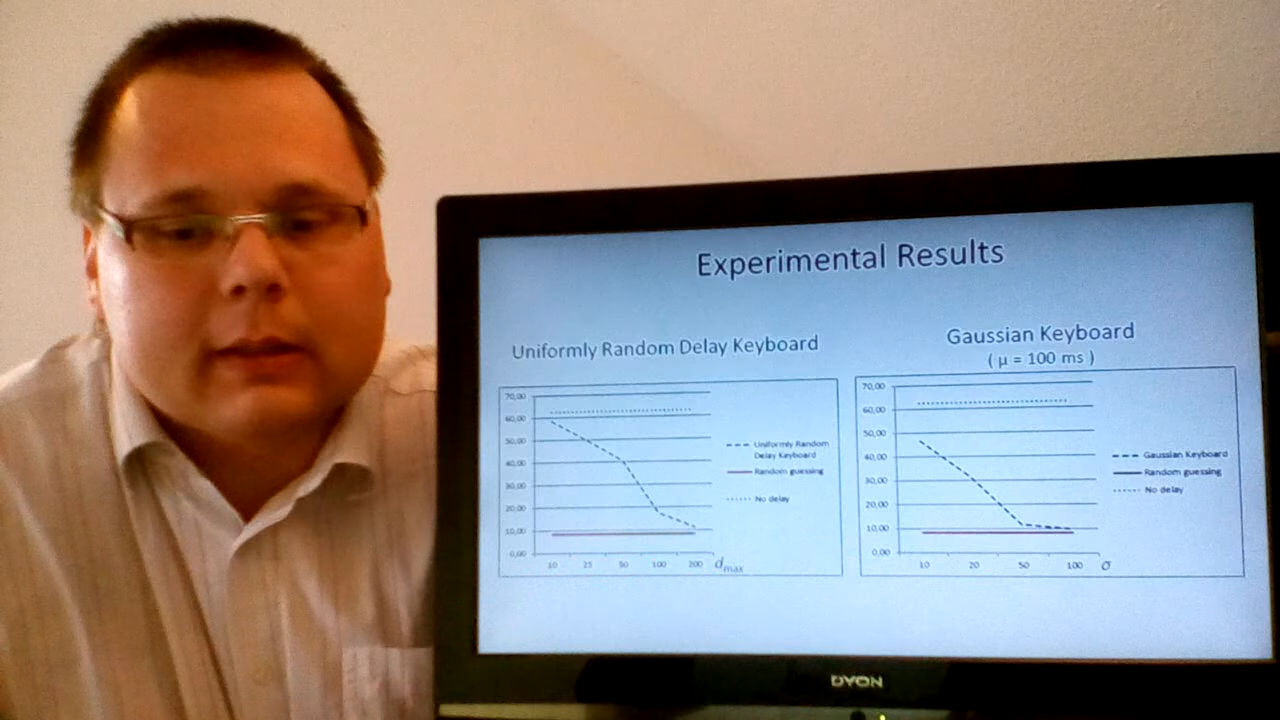 Experimental Results
Uniformly Random Delay Keyboard
70,00
60,00
50,00
40,00
30,00
20,00
10,00
0,00
10 25 50 100 200 dmax
Uniformly Random
Delay Keyboard
Random guessing
No delay
Gaussian Keyboard
( μ = 100 ms )
70,00
60,00
50,00
40,00
30,00
20,00
10,00
0,00
10 20 50 100 σ
Gaussian Keyboard
Random guessing
No delay
DYON